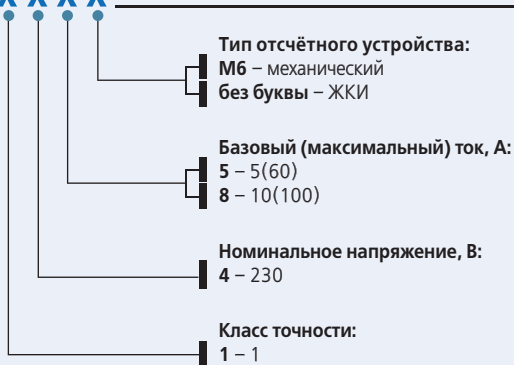 Тип отсчётного устройства:
М6 – механический
без буквы – ЖКИ
Базовый (максимальный) ток, А:
5 – 5(60)
8 – 10(100)
Номинальное напряжение, В:
4 – 230
Класс точности:
1 – 1